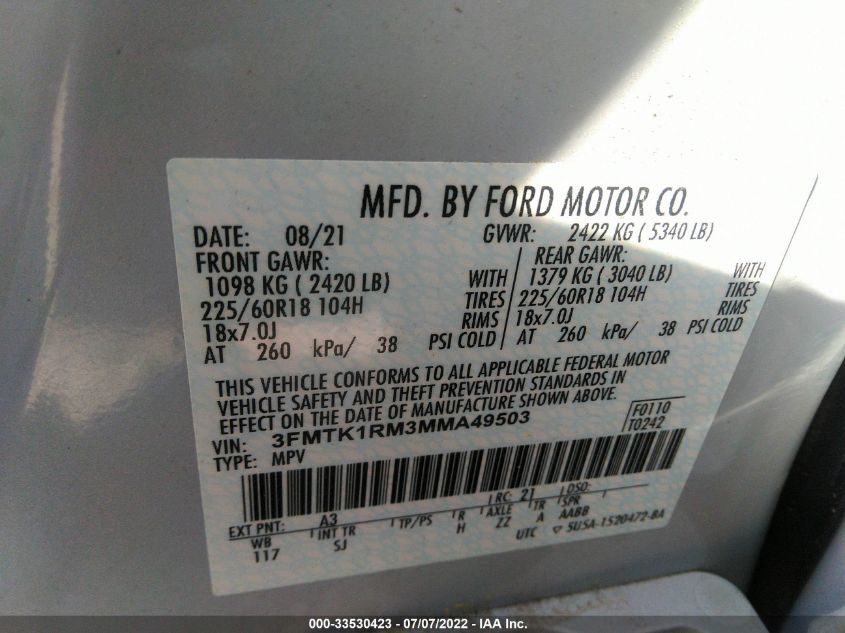 MFD. BY FORD MOTOR CO.
DATE: 08/21 GVWR: 2422 KG ( 5340 LB)
FRONT GAWR: REAR GAWR:
1098 KG ( 2420 LB) WITH 1379 KG ( 3040 LB) WITH
225/60R18 104H TIRES 225/60R18 104H TIRES
18x7.0J RIMS 18x7.0J RIMS
AT 260 kPa/ 38 PSI COLD AT 260 kPa/ 38 PSI COLD
THIS VEHICLE CONFORMS TO ALL APPLICABLE FEDERAL MOTOR
VEHICLE SAFETY AND THEFT PREVENTION STANDARDS IN
EFFECT ON THE DATE OF MANUFACTURE SHOWN ABOVE.
VIN: 3FMTK1RM3MMA49503 F0110
TYPE: MPV T0242
EXT PNT: A3 RC: 21 DSO:
WB INT TR TP/PS R AXLE TR SPR
117 SJ H ZZ A AABB
UTC 5U5A-1520472-BA
000-33530423 - 07/07/2022 - IAA Inc.